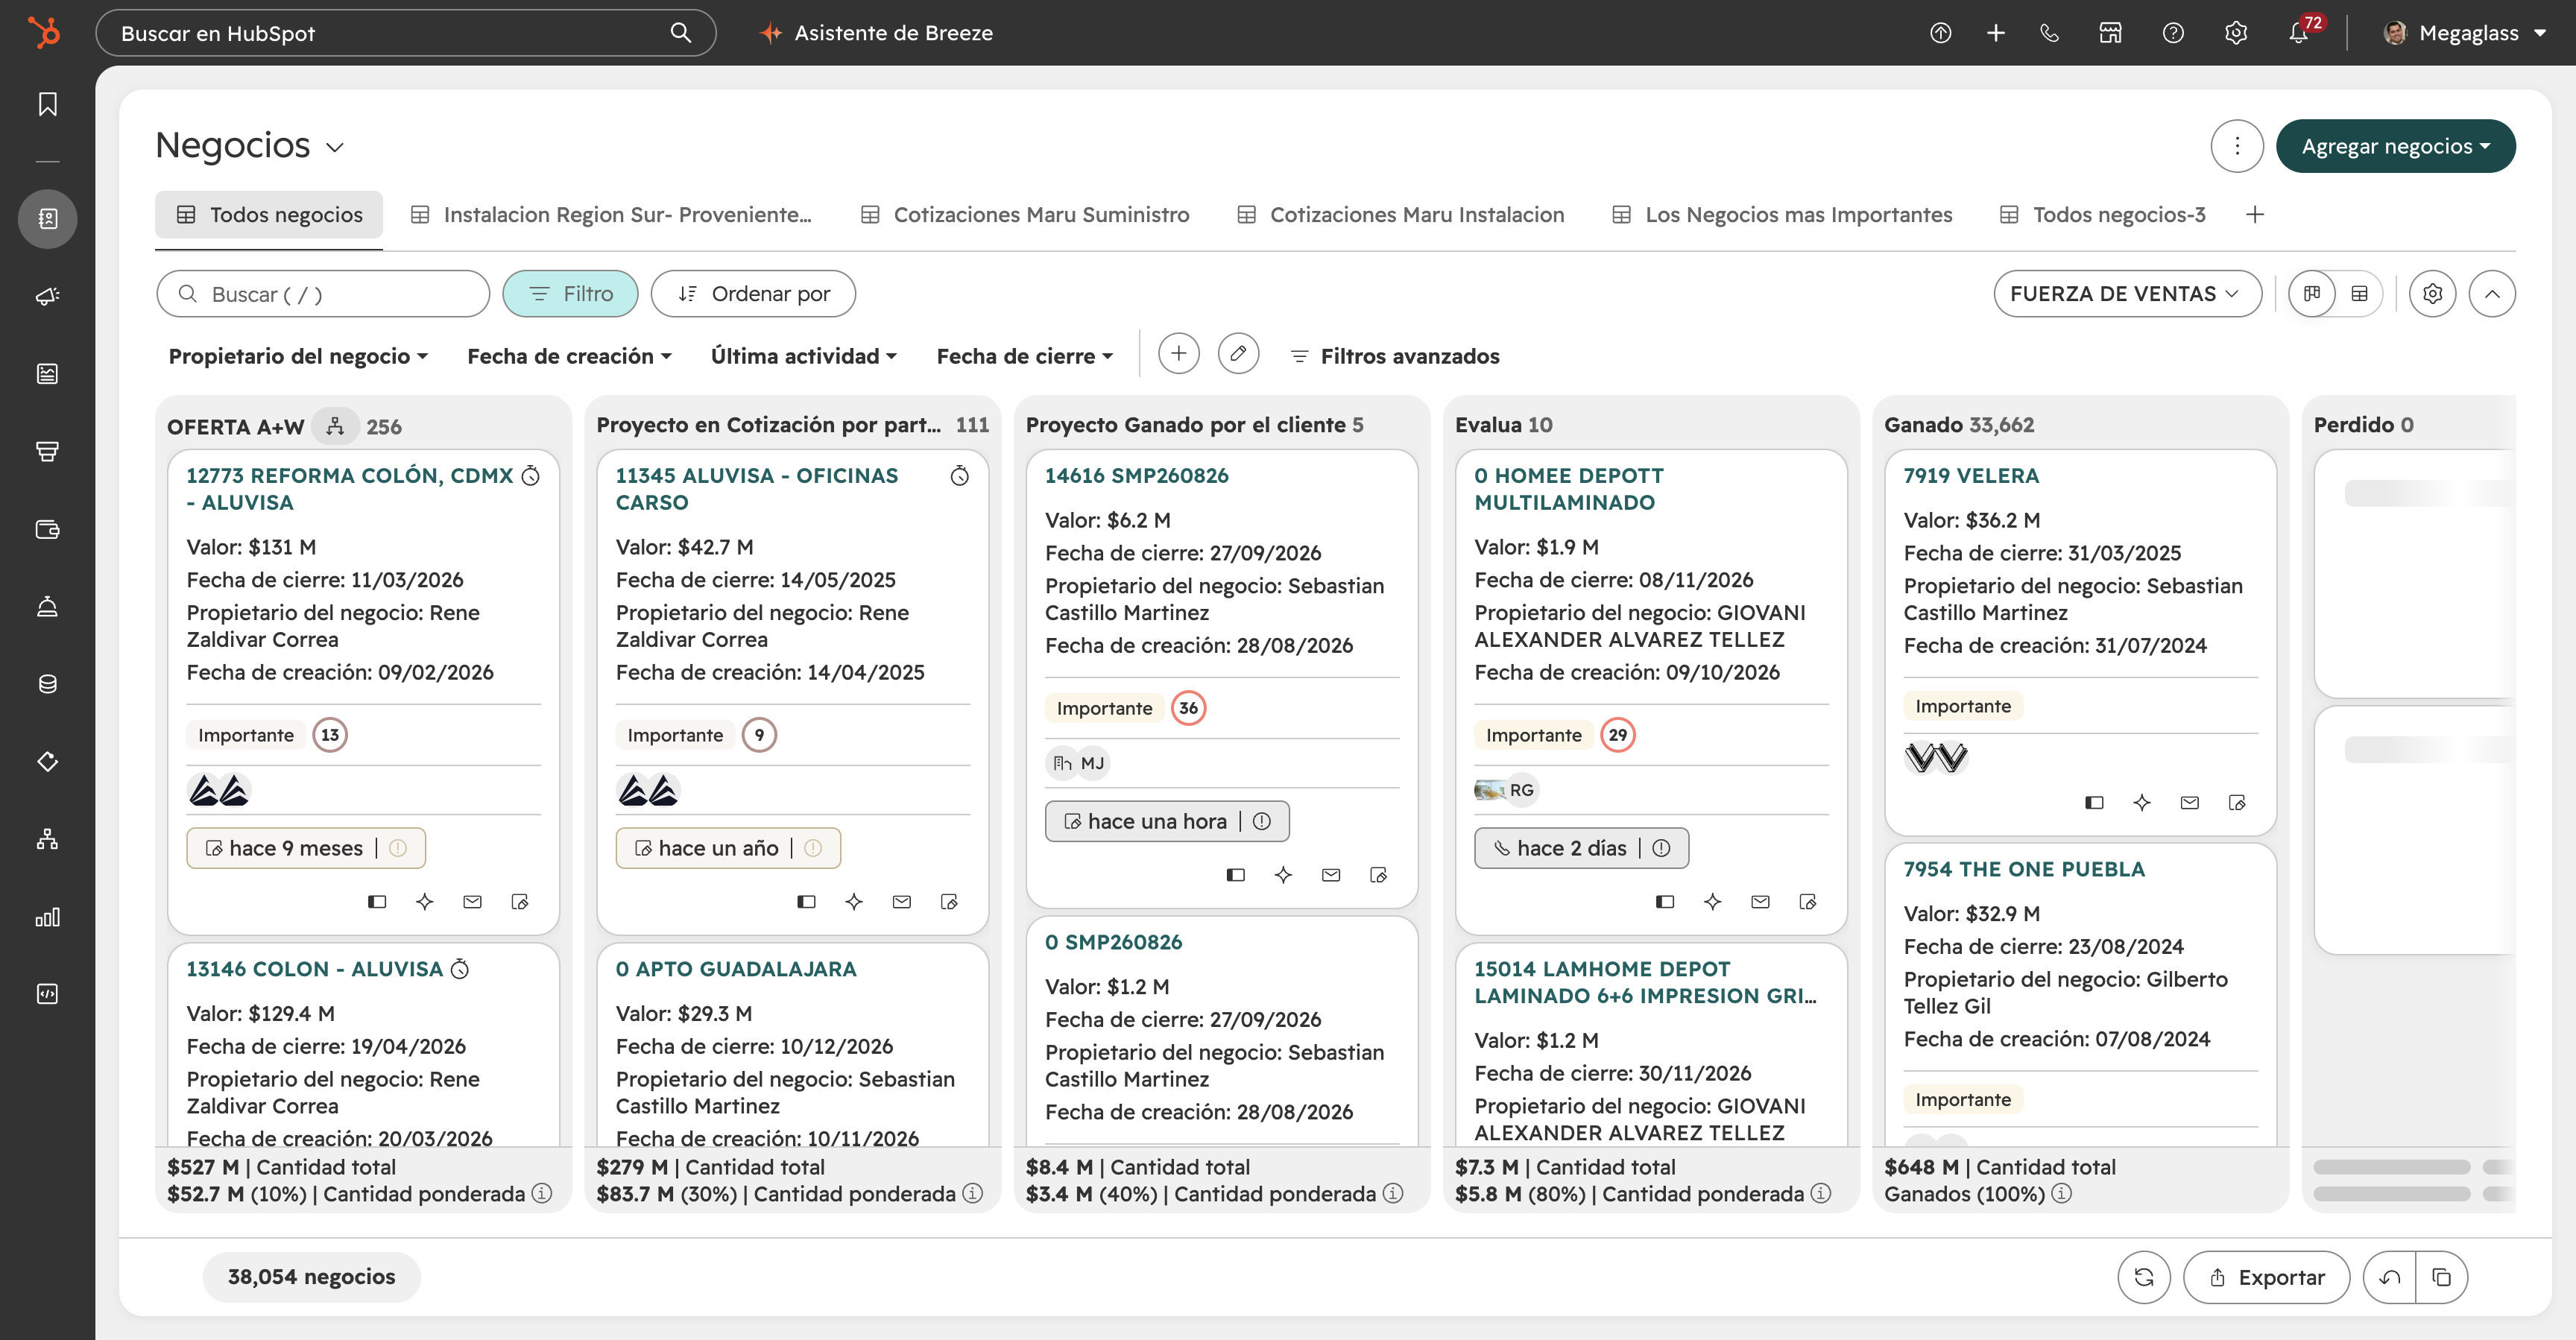 Buscar en HubSpot
Asistente de Breeze
72
Megaglass
Negocios
Agregar negocios
Todos negocios
Instalacion Region Sur- Proveniente...
Cotizaciones Maru Suministro
Cotizaciones Maru Instalacion
Los Negocios mas Importantes
Todos negocios-3
Buscar ( / )
Filtro
Ordenar por
FUERZA DE VENTAS
Propietario del negocio
Fecha de creación
Última actividad
Fecha de cierre
Filtros avanzados
OFERTA A+W 256
12773 REFORMA COLÓN, CDMX
- ALUVISA
Valor: $131 M
Fecha de cierre: 11/03/2026
Propietario del negocio: Rene
Zaldivar Correa
Fecha de creación: 09/02/2026
Importante 13
hace 9 meses
13146 COLON - ALUVISA
Valor: $129.4 M
Fecha de cierre: 19/04/2026
Propietario del negocio: Rene
Zaldivar Correa
Fecha de creación: 20/03/2026
$527 M | Cantidad total
$52.7 M (10%) | Cantidad ponderada
Proyecto en Cotización por part... 111
11345 ALUVISA - OFICINAS
CARSO
Valor: $42.7 M
Fecha de cierre: 14/05/2025
Propietario del negocio: Rene
Zaldivar Correa
Fecha de creación: 14/04/2025
Importante 9
hace un año
0 APTO GUADALAJARA
Valor: $29.3 M
Fecha de cierre: 10/12/2026
Propietario del negocio: Sebastian
Castillo Martinez
Fecha de creación: 10/11/2026
$279 M | Cantidad total
$83.7 M (30%) | Cantidad ponderada
Proyecto Ganado por el cliente 5
14616 SMP260826
Valor: $6.2 M
Fecha de cierre: 27/09/2026
Propietario del negocio: Sebastian
Castillo Martinez
Fecha de creación: 28/08/2026
Importante 36
MJ
hace una hora
0 SMP260826
Valor: $1.2 M
Fecha de cierre: 27/09/2026
Propietario del negocio: Sebastian
Castillo Martinez
Fecha de creación: 28/08/2026
$8.4 M | Cantidad total
$3.4 M (40%) | Cantidad ponderada
Evalua 10
0 HOMEE DEPOTT
MULTILAMINADO
Valor: $1.9 M
Fecha de cierre: 08/11/2026
Propietario del negocio: GIOVANI
ALEXANDER ALVAREZ TELLEZ
Fecha de creación: 09/10/2026
Importante 29
RG
hace 2 días
15014 LAMHOME DEPOT
LAMINADO 6+6 IMPRESION GRI...
Valor: $1.2 M
Fecha de cierre: 30/11/2026
Propietario del negocio: GIOVANI
ALEXANDER ALVAREZ TELLEZ
$7.3 M | Cantidad total
$5.8 M (80%) | Cantidad ponderada
Ganado 33,662
7919 VELERA
Valor: $36.2 M
Fecha de cierre: 31/03/2025
Propietario del negocio: Sebastian
Castillo Martinez
Fecha de creación: 31/07/2024
Importante
7954 THE ONE PUEBLA
Valor: $32.9 M
Fecha de cierre: 23/08/2024
Propietario del negocio: Gilberto
Tellez Gil
Fecha de creación: 07/08/2024
Importante
$648 M | Cantidad total
Ganados (100%)
Perdido 0
38,054 negocios
Exportar